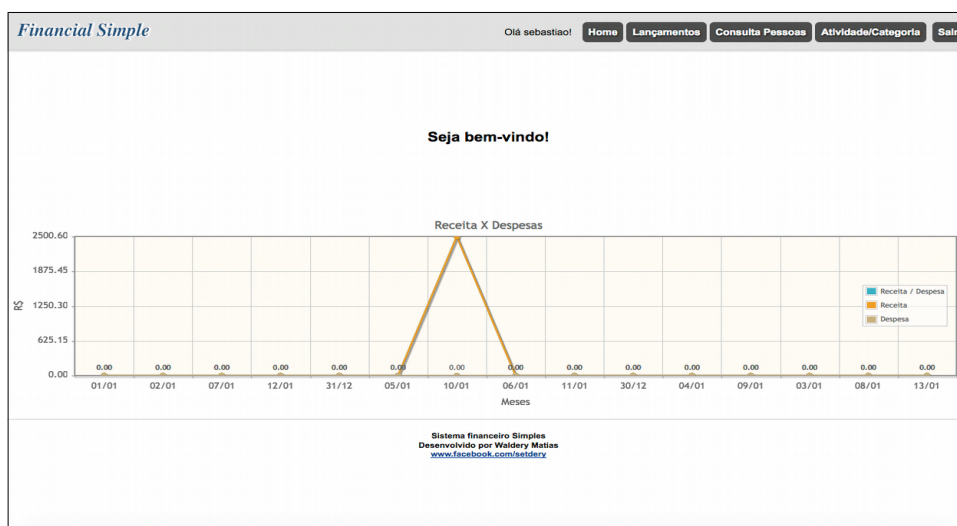 Financial Simple
Olá sebastiao! Home Lançamentos Consulta Pessoas Atividade/Categoria Sair
Seja bem-vindo!
Receita X Despesas
2500.60
1875.45
1250.30
625.15
0.00
R$
Receita / Despesa
Receita
Despesa
0.00 0.00 0.00 0.00 0.00 0.00 0.00 0.00 0.00 0.00 0.00 0.00 0.00 0.00 0.00
01/01 02/01 07/01 12/01 31/12 05/01 10/01 06/01 11/01 30/12 04/01 09/01 03/01 08/01 13/01
Meses
Sistema financeiro Simples
Desenvolvido por Waldery Matias
www.facebook.com/setdery